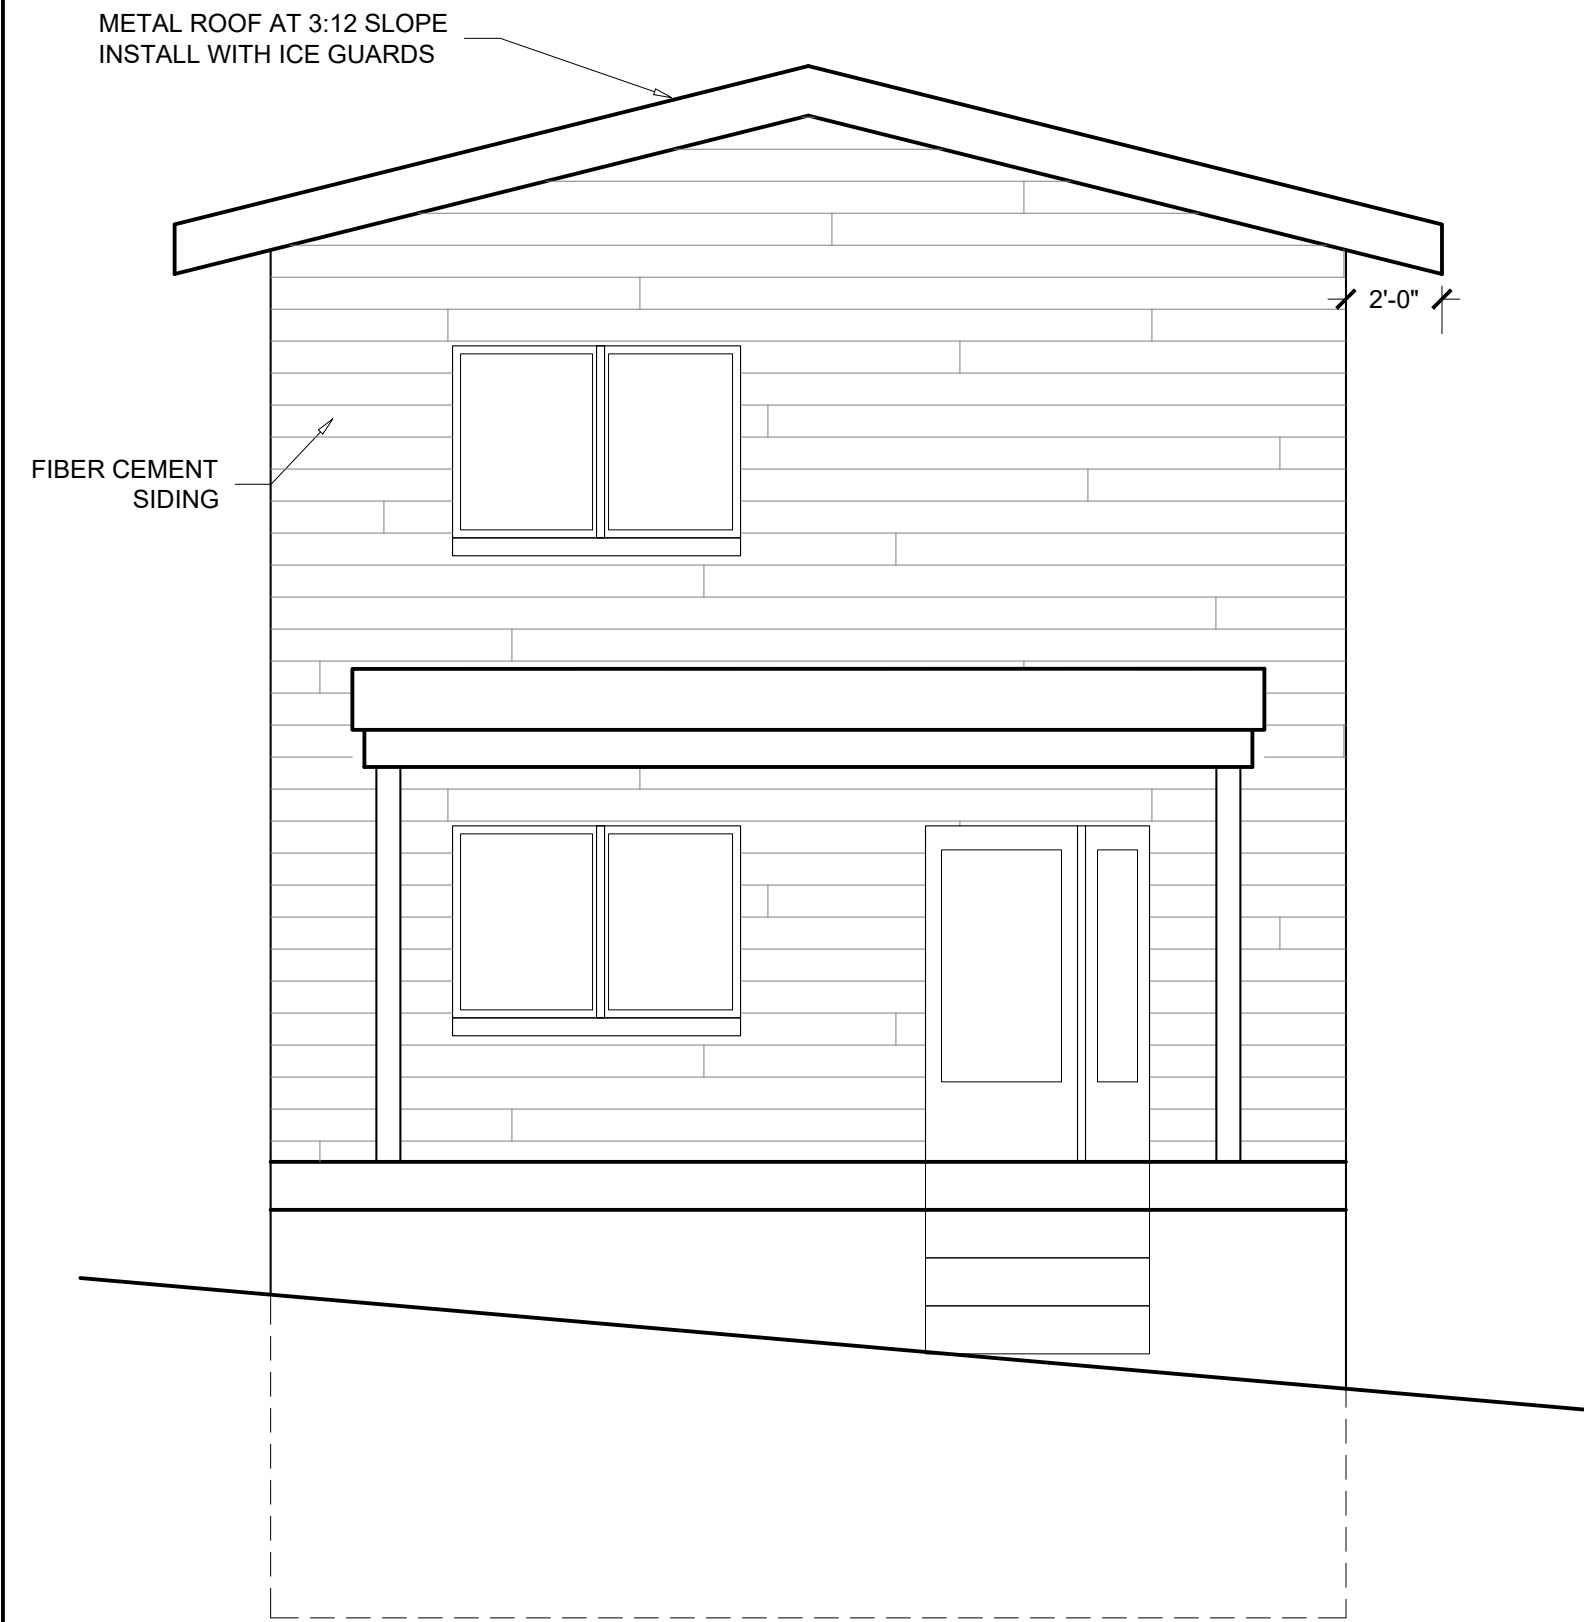 METAL ROOF AT 3:12 SLOPE
INSTALL WITH ICE GUARDS
2'-0"
FIBER CEMENT
SIDING